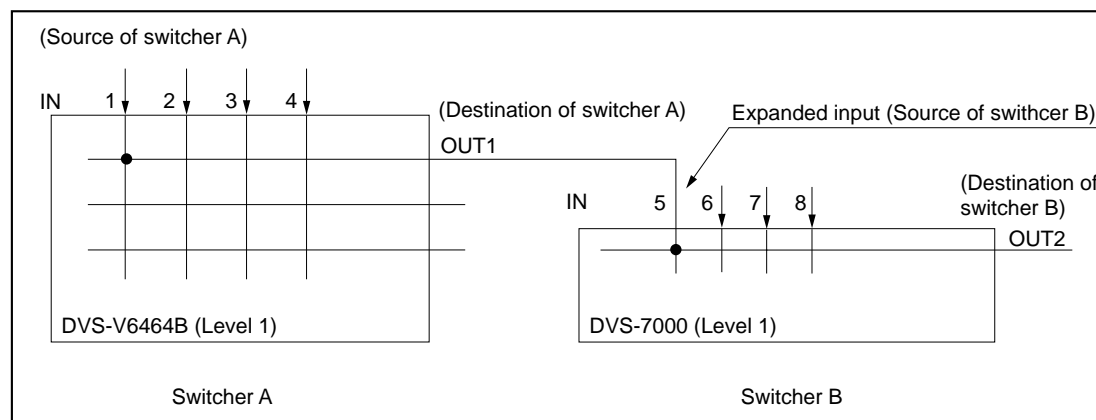 (Source of switcher A)
IN 1 2 3 4
(Destination of switcher A)
OUT1
Expanded input (Source of swithcer B)
IN 5 6 7 8
(Destination of
switcher B)
OUT2
DVS-V6464B (Level 1)
DVS-7000 (Level 1)
Switcher A
Switcher B